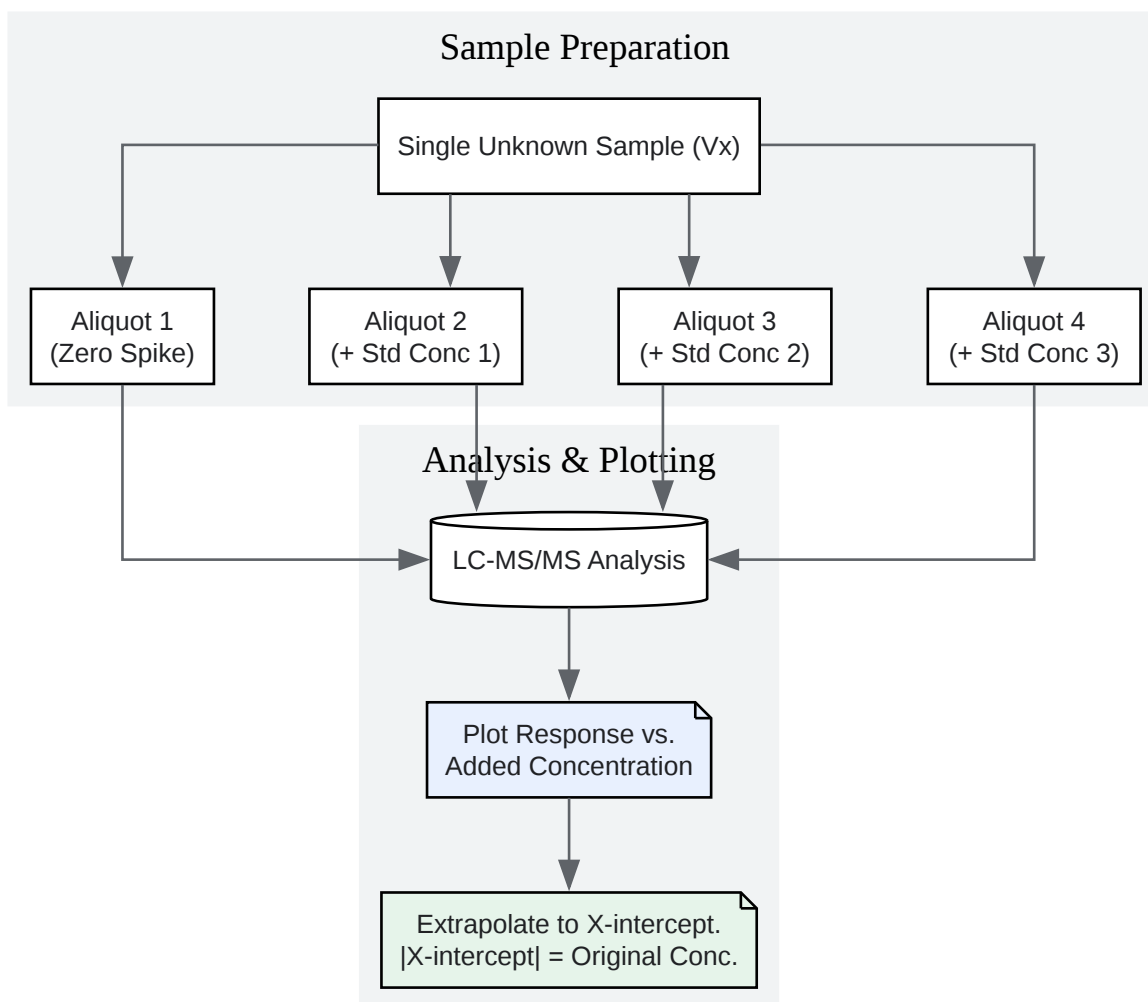 Sample Preparation
Single Unknown Sample (Vx)
Aliquot 1
(Zero Spike)
Aliquot 2
(+ Std Conc 1)
Aliquot 3
(+ Std Conc 2)
Aliquot 4
(+ Std Conc 3)
Analysis & Plotting
LC-MS/MS Analysis
Plot Response vs.
Added Concentration
Extrapolate to X-intercept.
|X-intercept| = Original Conc.